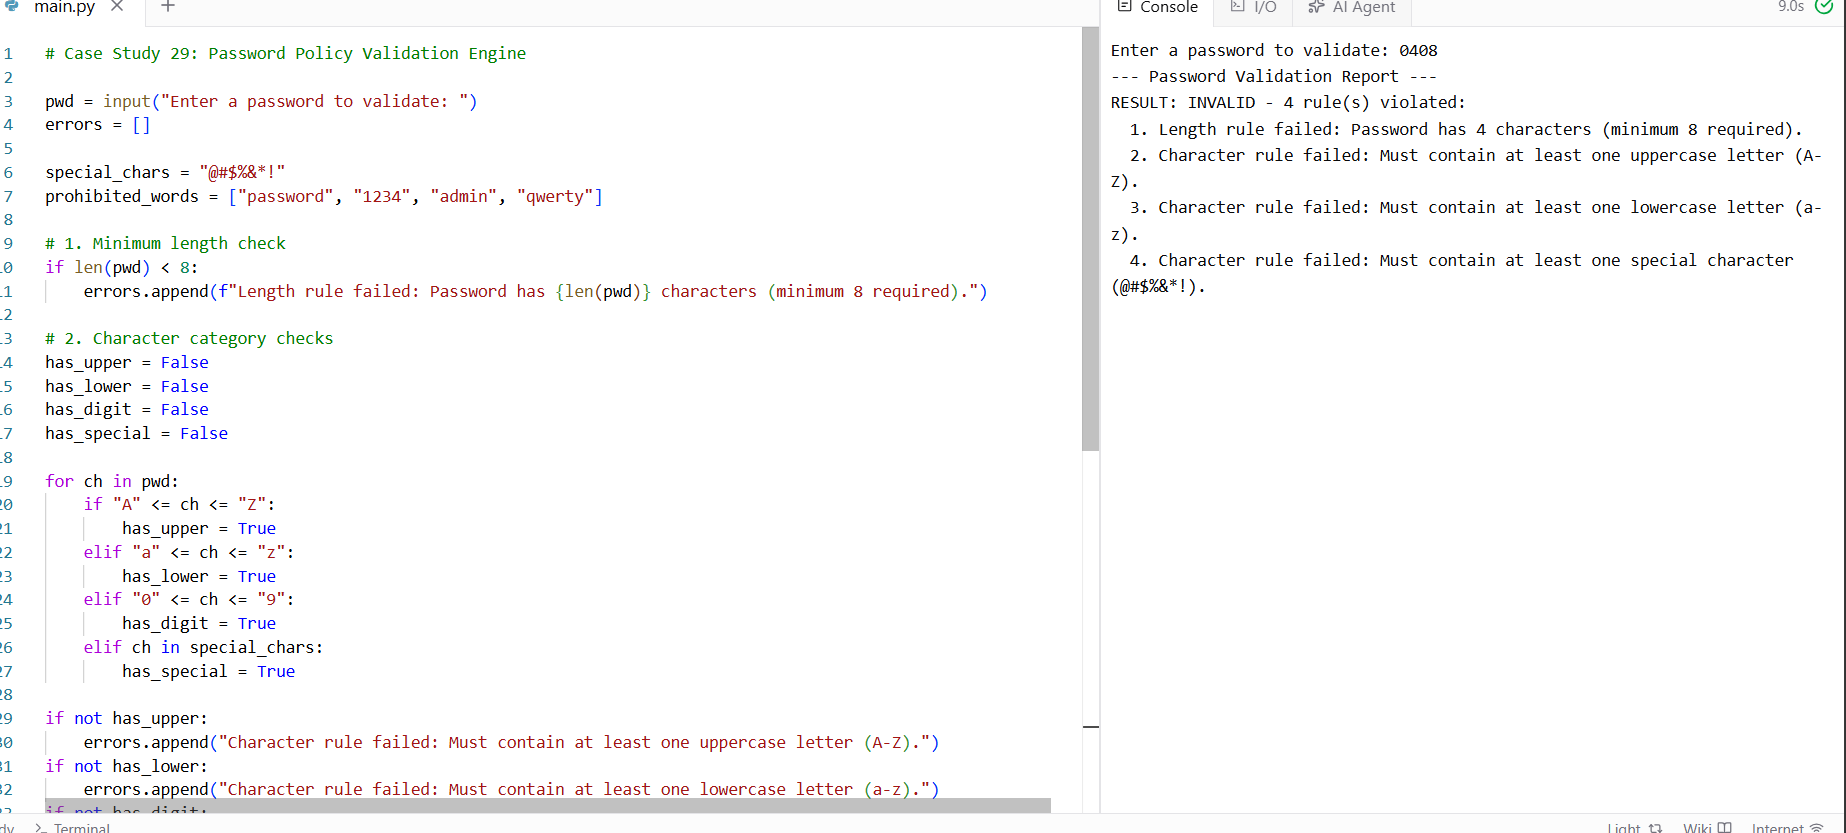 main.py
# Case Study 29: Password Policy Validation Engine
pwd = input("Enter a password to validate: ")
errors = []
special_chars = "@#$%&*!"
prohibited_words = ["password", "1234", "admin", "qwerty"]
# 1. Minimum length check
if len(pwd) < 8:
errors.append(f"Length rule failed: Password has {len(pwd)} characters (minimum 8 required).")
# 2. Character category checks
has_upper = False
has_lower = False
has_digit = False
has_special = False
for ch in pwd:
if "A" <= ch <= "Z":
has_upper = True
elif "a" <= ch <= "z":
has_lower = True
elif "0" <= ch <= "9":
has_digit = True
elif ch in special_chars:
has_special = True
if not has_upper:
errors.append("Character rule failed: Must contain at least one uppercase letter (A-Z).")
if not has_lower:
errors.append("Character rule failed: Must contain at least one lowercase letter (a-z).")
if not has_digit:
Terminal
Console I/O AI Agent 9.0s
Enter a password to validate: 0408
--- Password Validation Report ---
RESULT: INVALID - 4 rule(s) violated:
1. Length rule failed: Password has 4 characters (minimum 8 required).
2. Character rule failed: Must contain at least one uppercase letter (A-
Z).
3. Character rule failed: Must contain at least one lowercase letter (a-
z).
4. Character rule failed: Must contain at least one special character
(@#$%&*!).
Light Wiki Internet